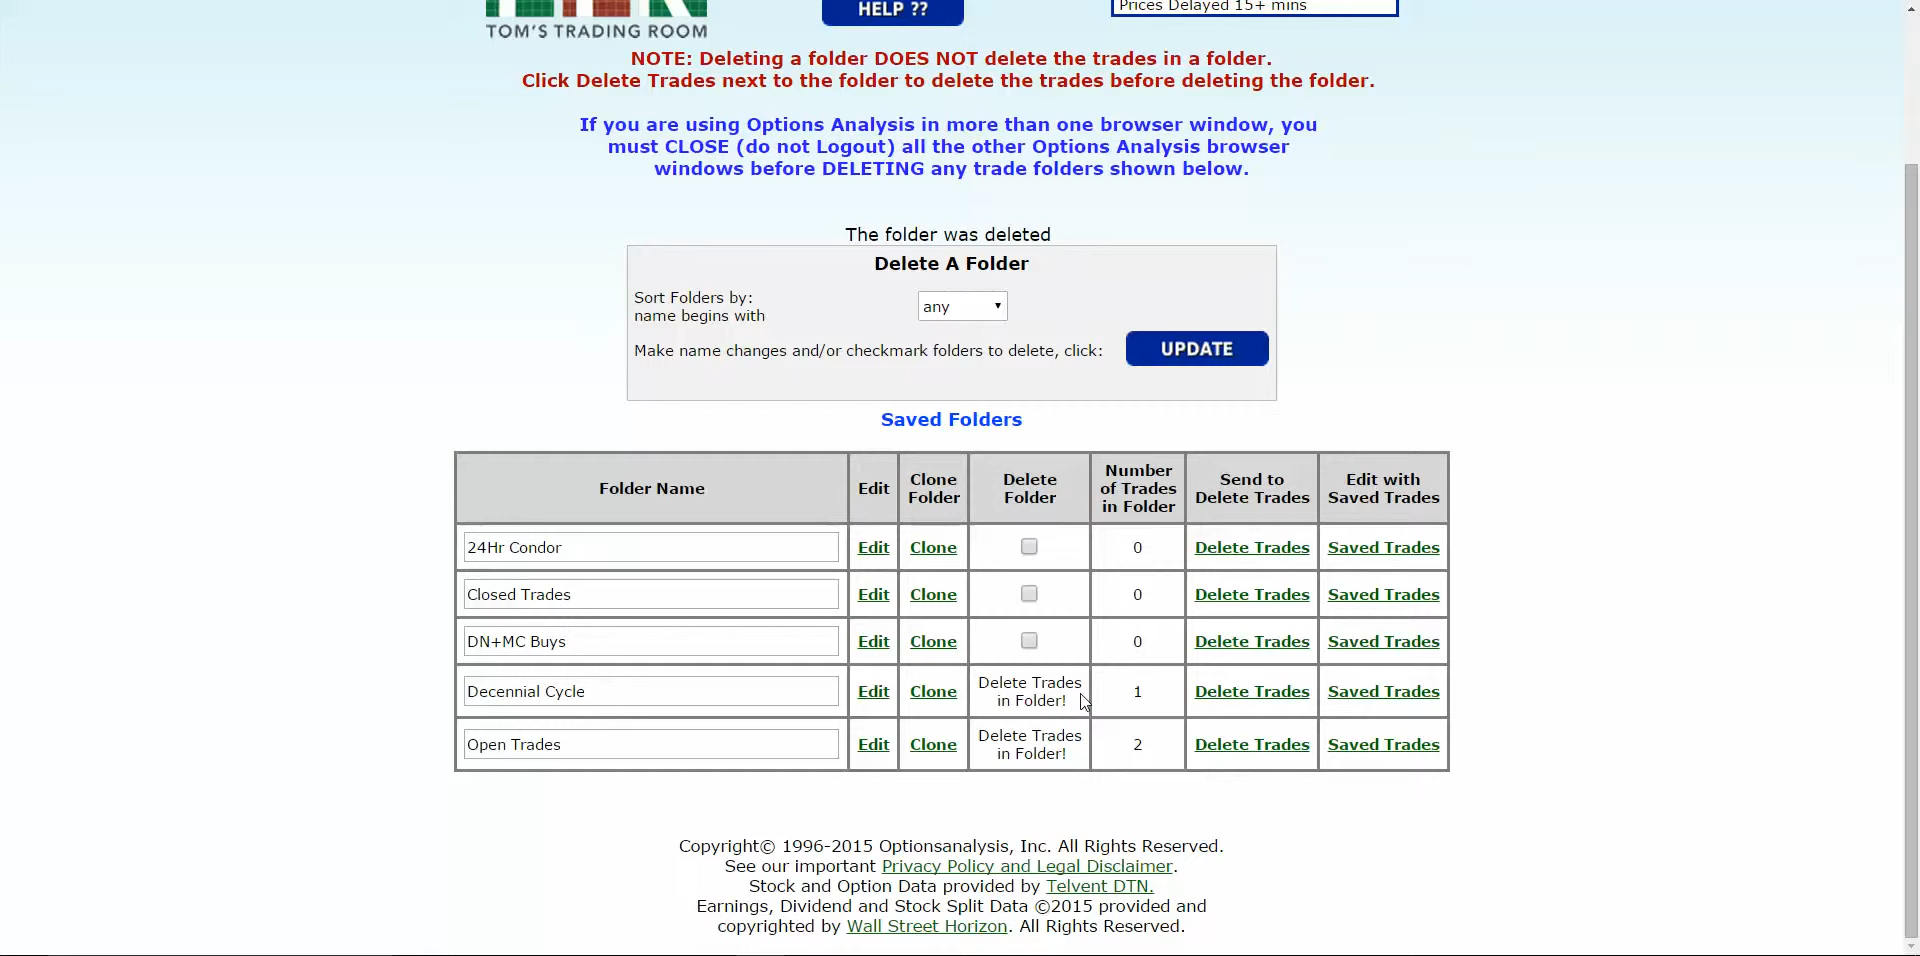 TOM'S TRADING ROOM
HELP ??
Prices Delayed 15+ mins
NOTE: Deleting a folder DOES NOT delete the trades in a folder.
Click Delete Trades next to the folder to delete the trades before deleting the folder.
If you are using Options Analysis in more than one browser window, you
must CLOSE (do not Logout) all the other Options Analysis browser
windows before DELETING any trade folders shown below.
The folder was deleted
Delete A Folder
Sort Folders by:
name begins with
any
Make name changes and/or checkmark folders to delete, click:
UPDATE
Saved Folders
Folder Name
Edit
Clone
Folder
Delete
Folder
Number
of Trades
in Folder
Send to
Delete Trades
Edit with
Saved Trades
24Hr Condor Edit Clone 0 Delete Trades Saved Trades
Closed Trades Edit Clone 0 Delete Trades Saved Trades
DN+MC Buys Edit Clone 0 Delete Trades Saved Trades
Decennial Cycle Edit Clone
Delete Trades
in Folder!
1 Delete Trades Saved Trades
Open Trades Edit Clone
Delete Trades
in Folder!
2 Delete Trades Saved Trades
Copyright© 1996-2015 Optionsanalysis, Inc. All Rights Reserved.
See our important Privacy Policy and Legal Disclaimer.
Stock and Option Data provided by Telvent DTN.
Earnings, Dividend and Stock Split Data ©2015 provided and
copyrighted by Wall Street Horizon. All Rights Reserved.